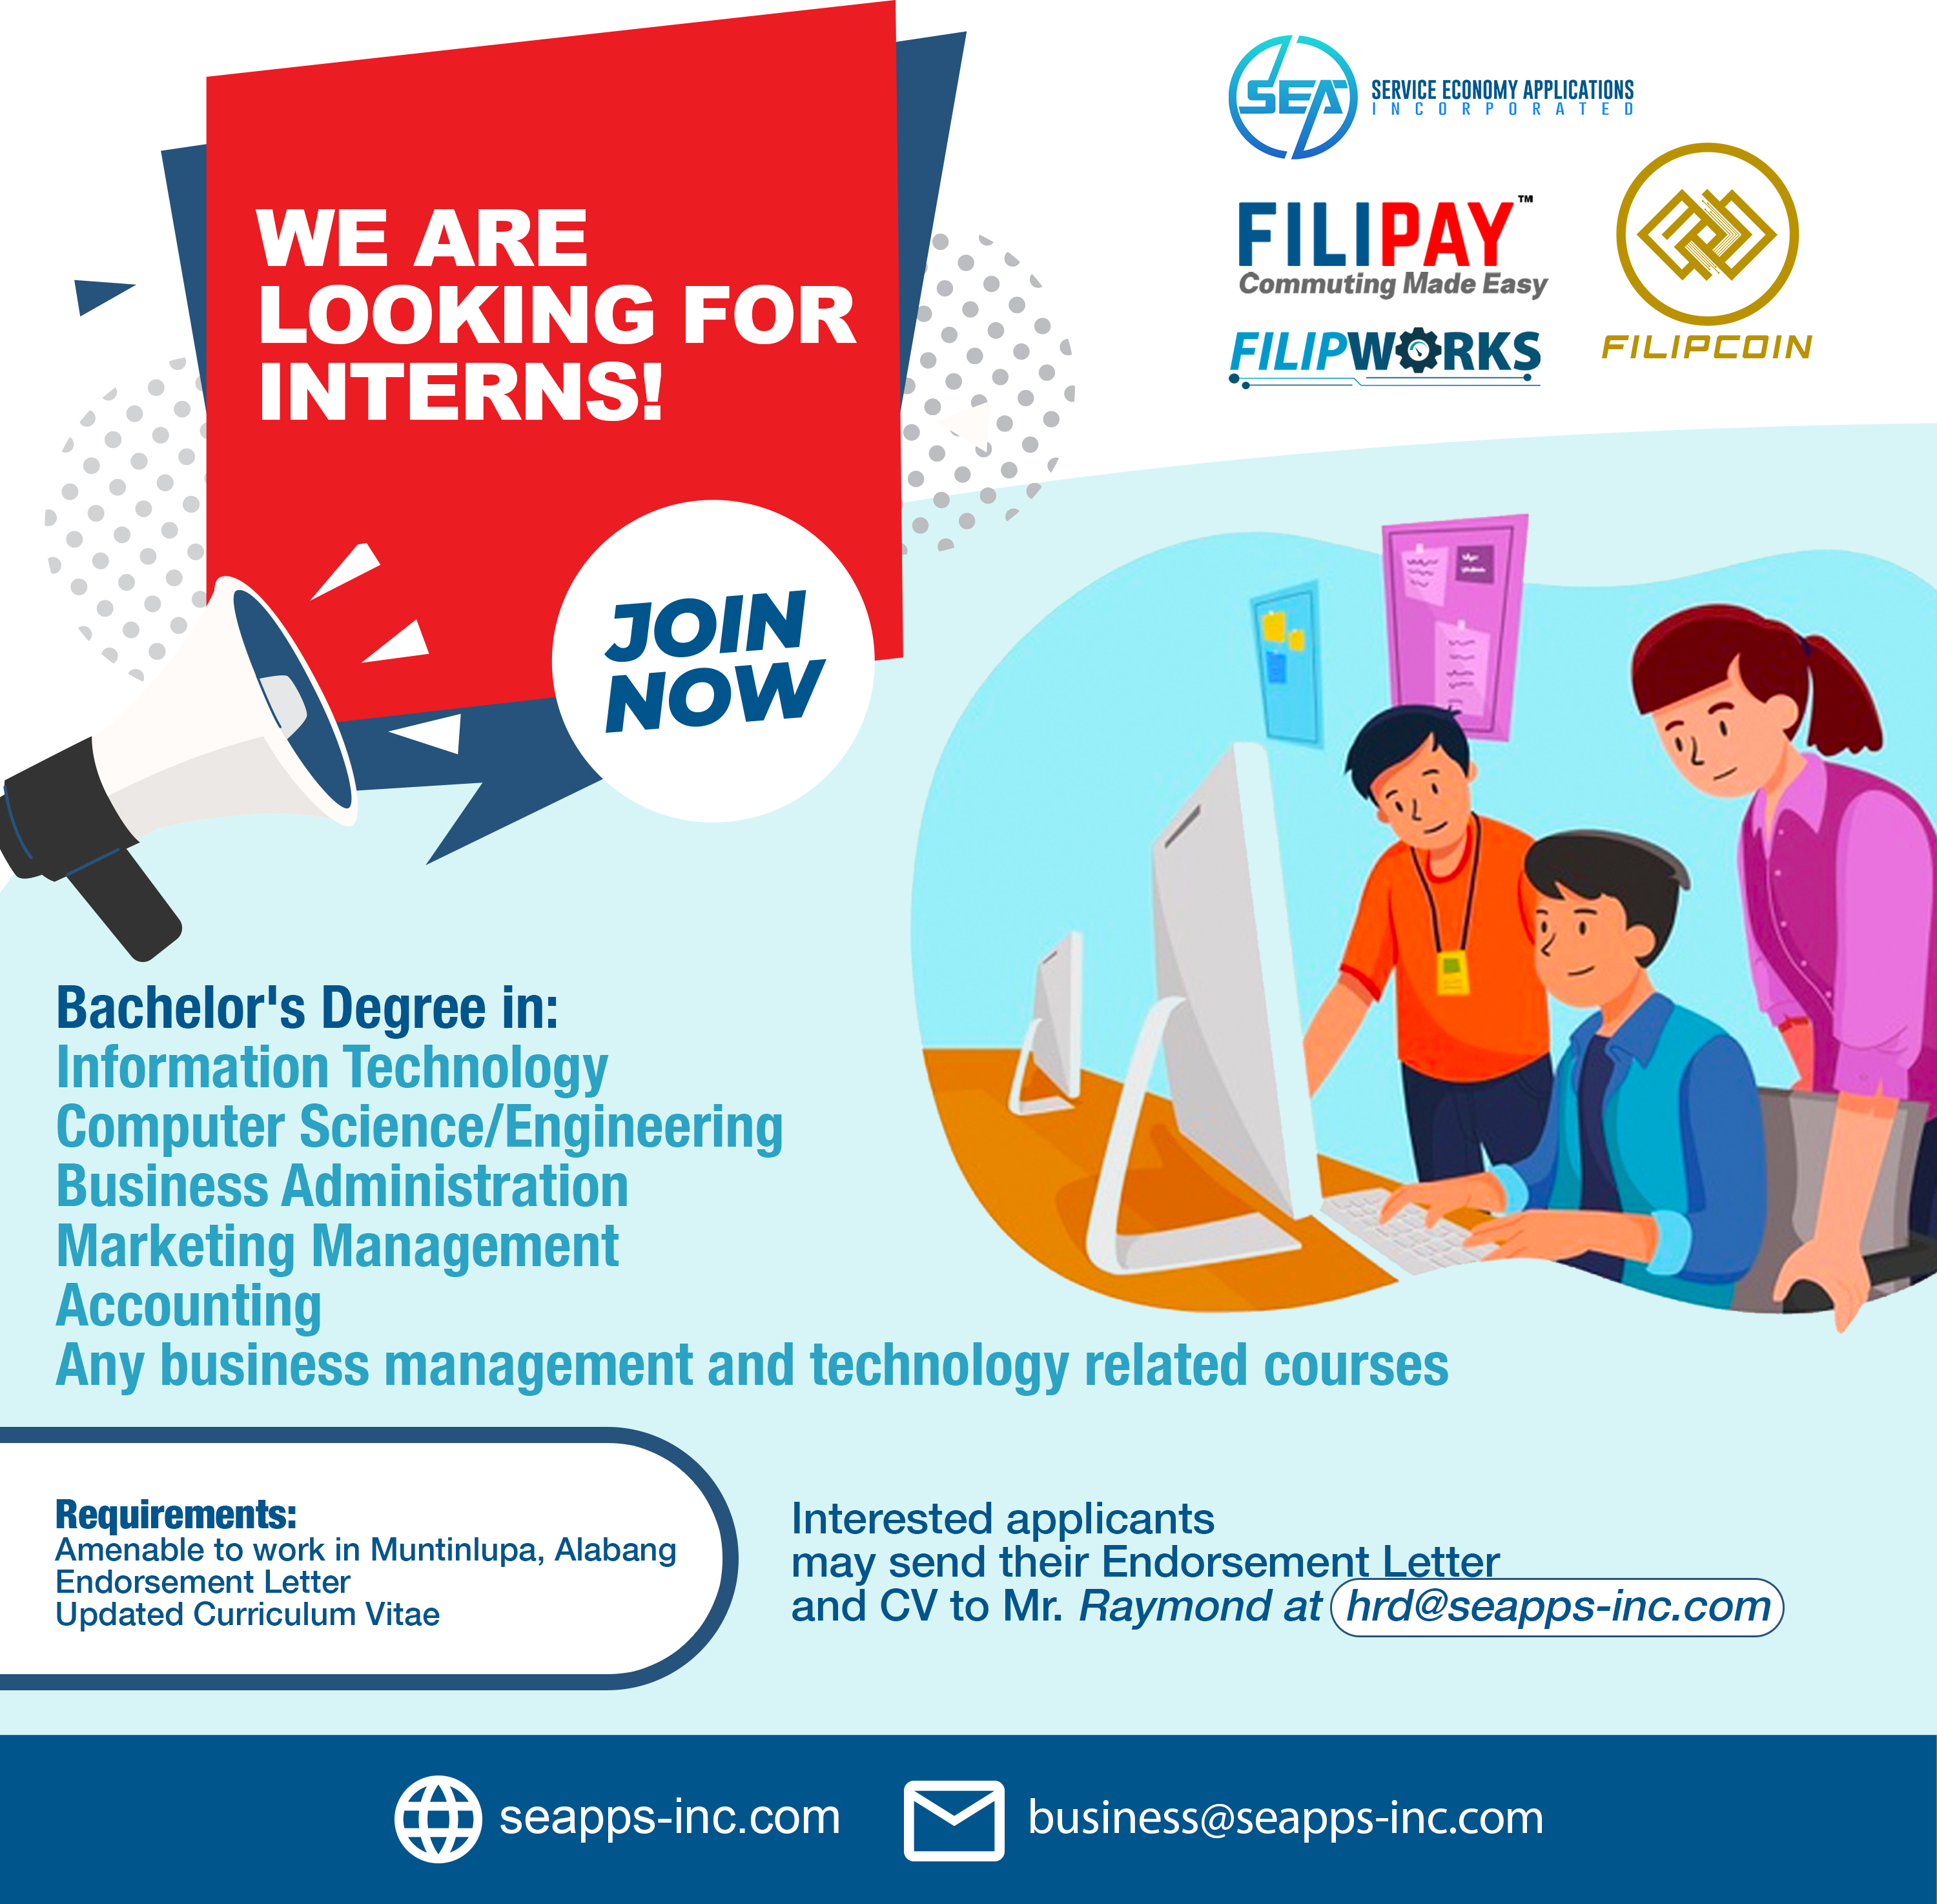 WE ARE
LOOKING FOR
INTERNS!
JOIN
NOW
SEA
SERVICE ECONOMY APPLICATIONS
INCORPORATED
FILIPAY™
Commuting Made Easy
FILIPWORKS
FILIPCOIN
Bachelor's Degree in:
Information Technology
Computer Science/Engineering
Business Administration
Marketing Management
Accounting
Any business management and technology related courses
Requirements:
Amenable to work in Muntinlupa, Alabang
Endorsement Letter
Updated Curriculum Vitae
Interested applicants
may send their Endorsement Letter
and CV to Mr. Raymond at hrd@seapps-inc.com
seapps-inc.com
business@seapps-inc.com